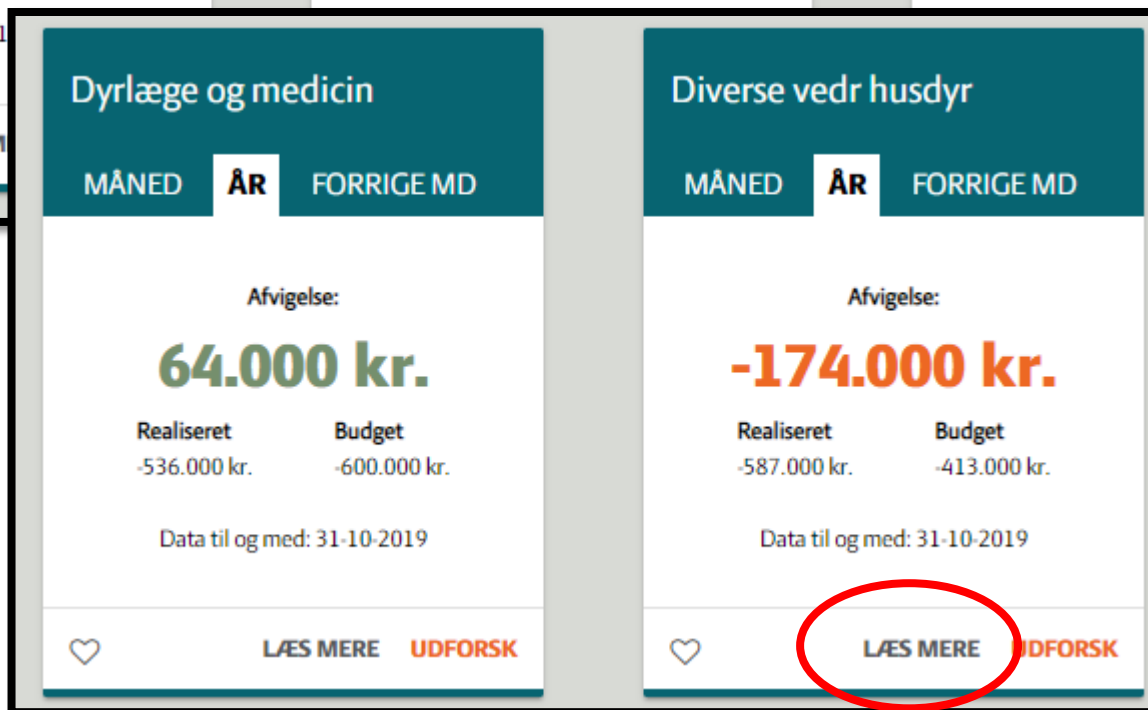 Dyrlæge og medicin
MÅNED ÅR FORRIGE MD
Afvigelse:
64.000 kr.
Realiseret Budget
-536.000 kr. -600.000 kr.
Data til og med: 31-10-2019
LÆS MERE UDFORSK
Diverse vedr husdyr
MÅNED ÅR FORRIGE MD
Afvigelse:
-174.000 kr.
Realiseret Budget
-587.000 kr. -413.000 kr.
Data til og med: 31-10-2019
LÆS MERE UDFORSK